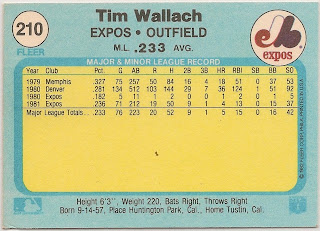 210
FLEER
Tim Wallach
EXPOS • OUTFIELD
M.L. .233 AVG.
expos
MAJOR & MINOR LEAGUE RECORD
Year Club Pct. G AB R H 2B 3B HR RBI SB BB SO
1979 Memphis .327 75 257 50 84 16 4 18 51 0 37 53
1980 Denver .281 134 512 103 144 29 7 36 124 1 51 92
1980 Expos .182 5 11 1 2 0 0 1 2 0 1 5
1981 Expos .236 71 212 19 50 9 1 4 13 0 15 37
Major League Totals .233 76 223 20 52 9 1 5 15 0 16 42
Height 6'3", Weight 220, Bats Right, Throws Right
Born 9-14-57, Place Huntington Park, Cal., Home Tustin, Cal.